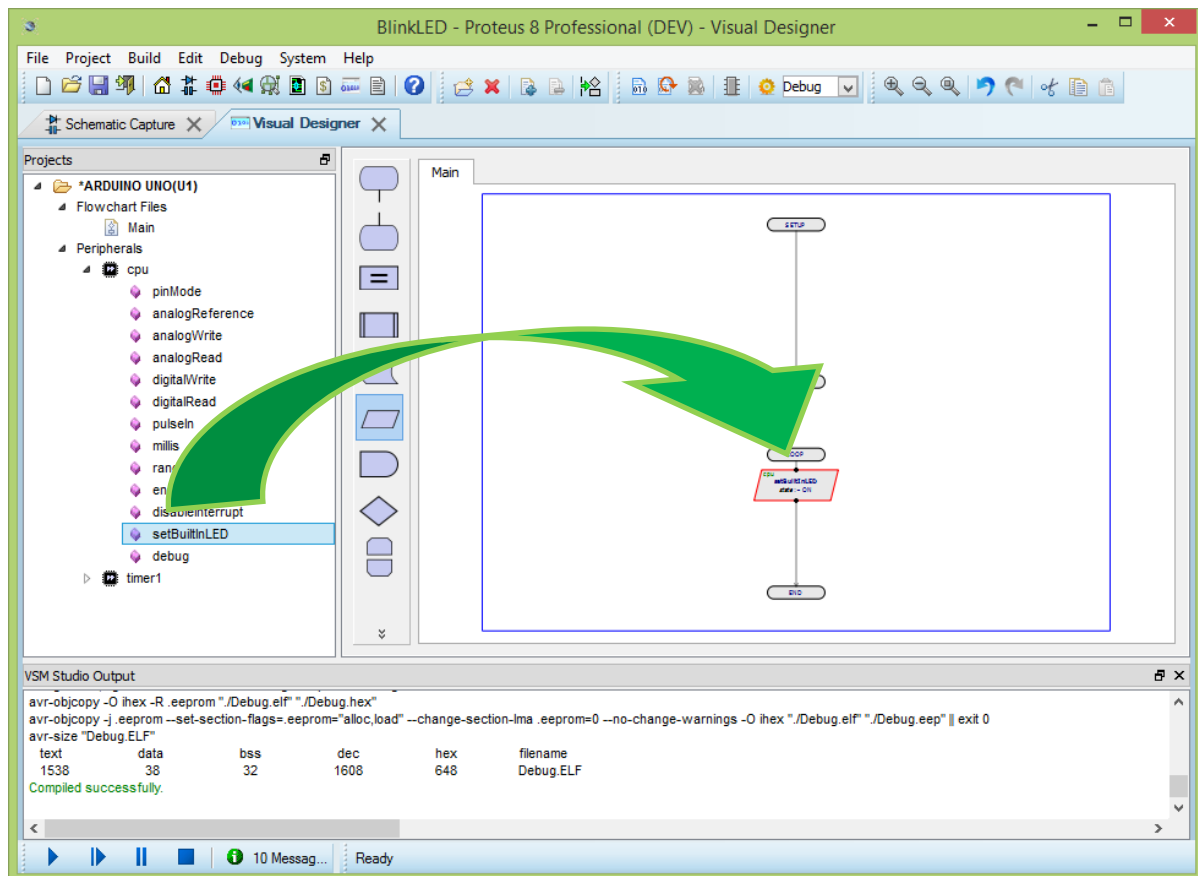 BlinkLED - Proteus 8 Professional (DEV) - Visual Designer
File Project Build Edit Debug System Help
Debug
Schematic Capture
Visual Designer
Projects
*ARDUINO UNO(U1)
Flowchart Files
Main
Peripherals
cpu
pinMode
analogReference
analogWrite
analogRead
digitalWrite
digitalRead
pulseIn
millis
disableInterrupt
setBuiltInLED
debug
timer1
Main
SETUP
cpu
setBuiltInLED
state := ON
END
VSM Studio Output
avr-objcopy -O ihex -R .eeprom "./Debug.elf" "./Debug.hex"
avr-objcopy -j .eeprom --set-section-flags=.eeprom="alloc,load" --change-section-lma .eeprom=0 --no-change-warnings -O ihex "./Debug.elf" "./Debug.eep" || exit 0
avr-size "Debug.ELF"
text data bss dec hex filename
1538 38 32 1608 648 Debug.ELF
Compiled successfully.
10 Messag... Ready